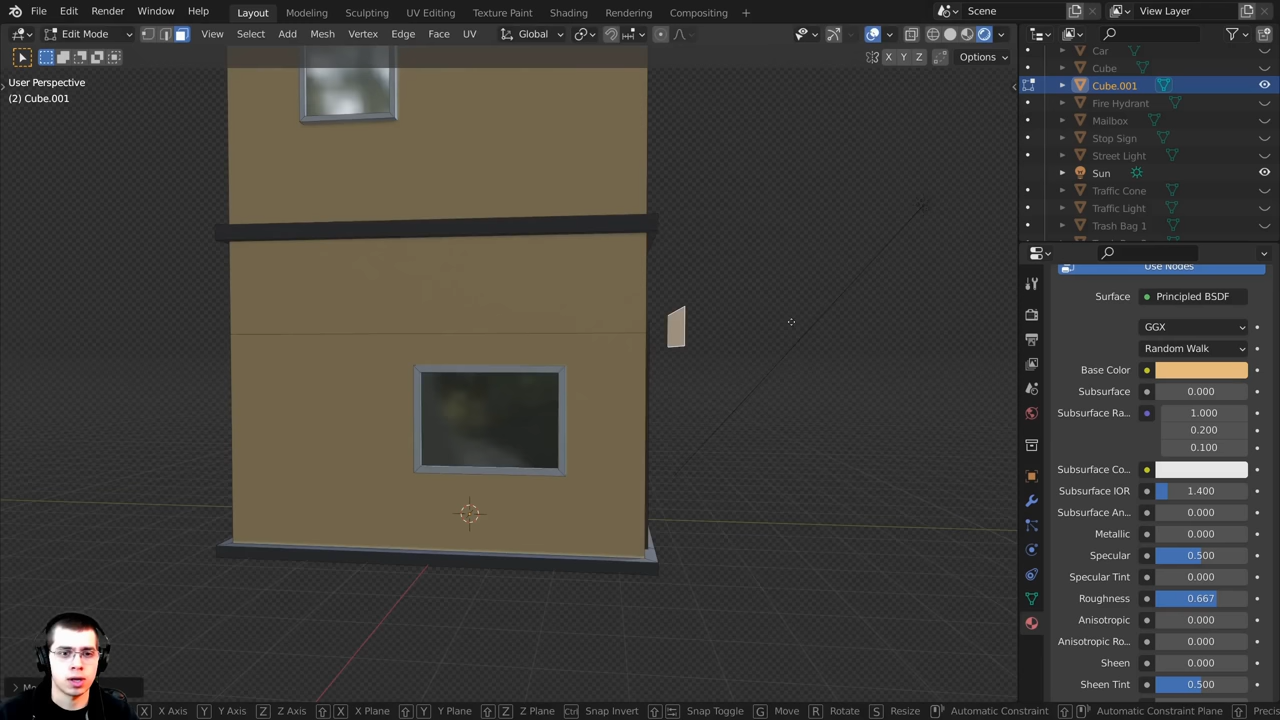 File Edit Render Window Help
Layout Modeling Sculpting UV Editing Texture Paint Shading Rendering Compositing +
Scene
View Layer
Edit Mode
View Select Add Mesh Vertex Edge Face UV
Global
X Y Z
Options
User Perspective
(2) Cube.001
Car
Cube
Cube.001
Fire Hydrant
Mailbox
Stop Sign
Street Light
Sun
Traffic Cone
Traffic Light
Trash Bag 1
Use Nodes
Surface Principled BSDF
GGX
Random Walk
Base Color
Subsurface 0.000
Subsurface Ra... 1.000
0.200
0.100
Subsurface Co...
Subsurface IOR 1.400
Subsurface An... 0.000
Metallic 0.000
Specular 0.500
Specular Tint 0.000
Roughness 0.667
Anisotropic 0.000
Anisotropic Ro... 0.000
Sheen 0.000
Sheen Tint 0.500
X X Axis Y Y Axis Z Z Axis X X Plane Y Y Plane Z Z Plane Ctrl Snap Invert Snap Toggle G Move R Rotate S Resize Automatic Constraint Automatic Constraint Plane